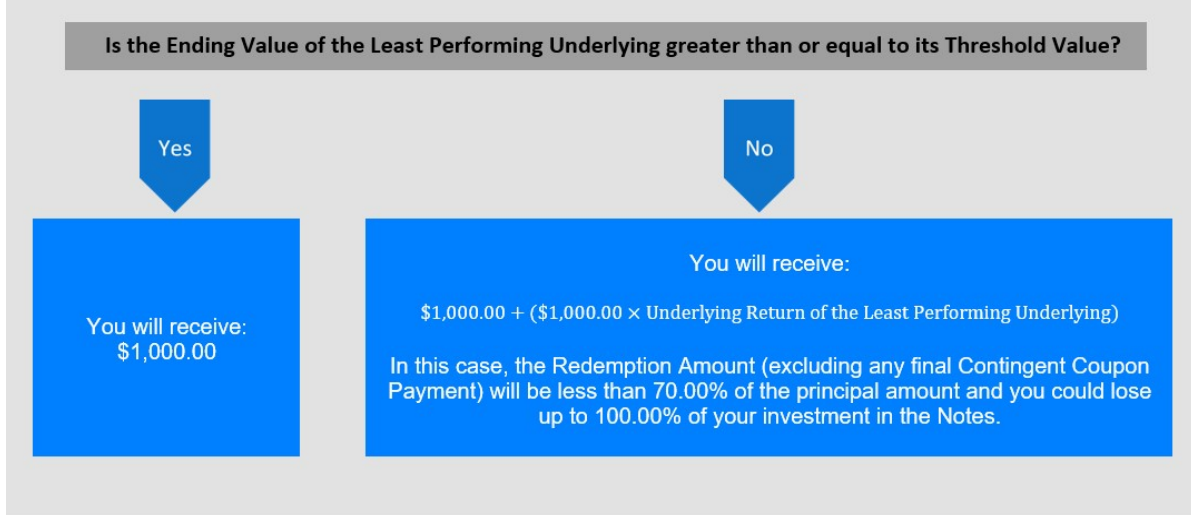 Is the Ending Value of the Least Performing Underlying greater than or equal to its Threshold Value?
Yes
No
You will receive:
$1,000.00
You will receive:
$1,000.00 + ($1,000.00 × Underlying Return of the Least Performing Underlying)
In this case, the Redemption Amount (excluding any final Contingent Coupon
Payment) will be less than 70.00% of the principal amount and you could lose
up to 100.00% of your investment in the Notes.